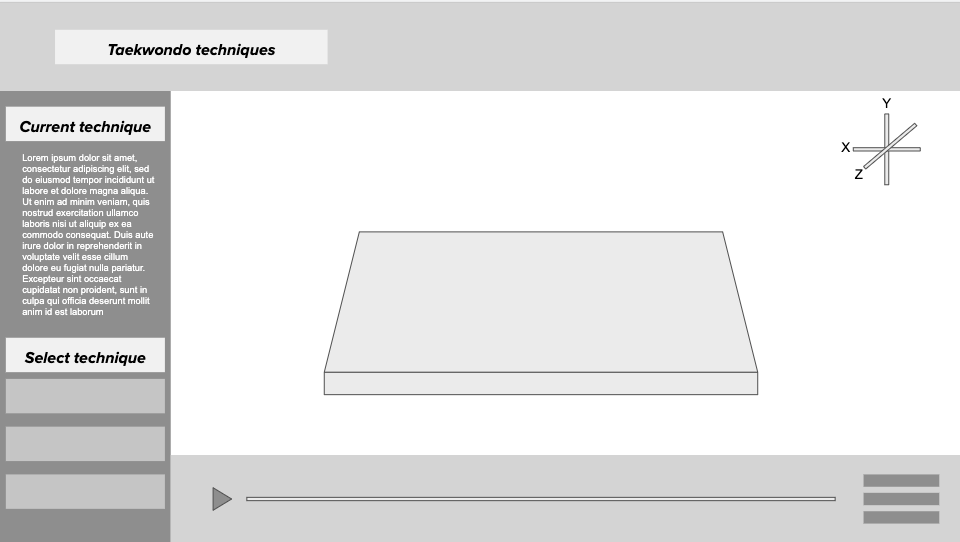 Taekwondo techniques
Current technique
Lorem ipsum dolor sit amet,
consectetur adipiscing elit, sed
do eiusmod tempor incididunt ut
labore et dolore magna aliqua.
Ut enim ad minim veniam, quis
nostrud exercitation ullamco
laboris nisi ut aliquip ex ea
commodo consequat. Duis aute
irure dolor in reprehenderit in
voluptate velit esse cillum
dolore eu fugiat nulla pariatur.
Excepteur sint occaecat
cupidatat non proident, sunt in
culpa qui officia deserunt mollit
anim id est laborum
Select technique
Y
X
Z